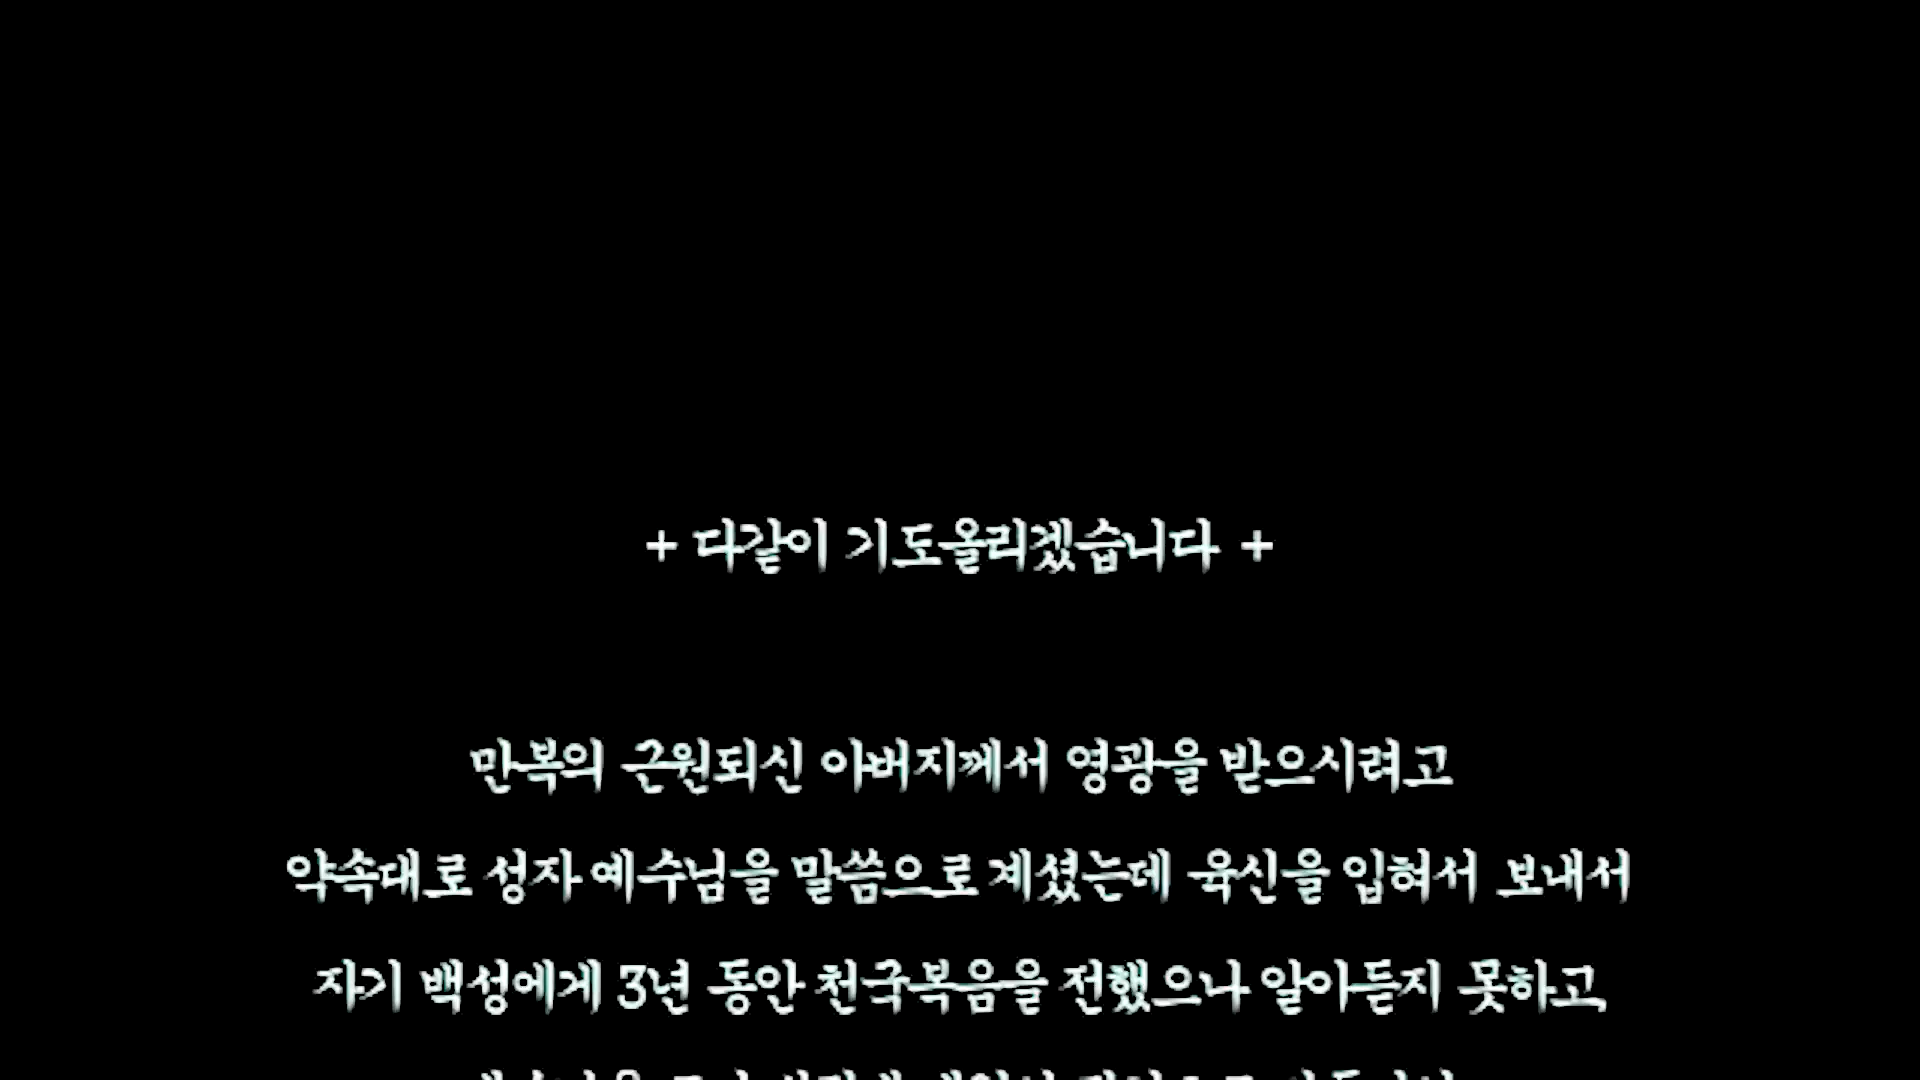 + 다같이 기도올리겠습니다 +
만복의 근원되신 아버지께서 영광을 받으시려고
약속대로 성자 예수님을 말씀으로 계셨는데 육신을 입혀서 보내서
자기 백성에게 3년 동안 천국복음을 전했으나 알아듣지 못하고,